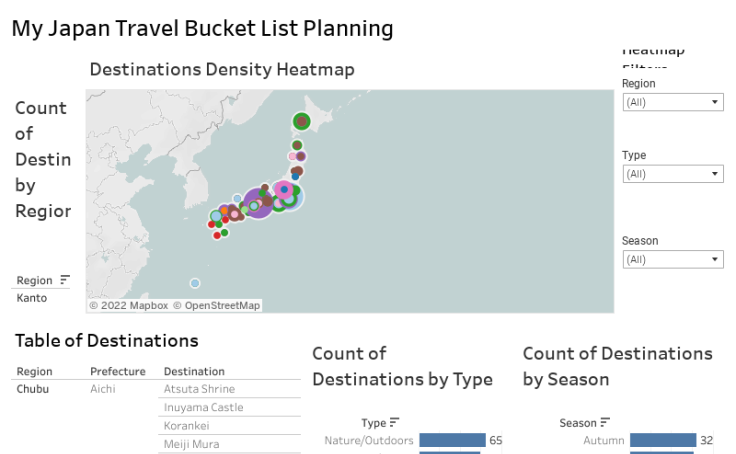 My Japan Travel Bucket List Planning
Destinations Density Heatmap
Heatmap
Filters
Count
of
Destin
by
Region
Region
(All)
Type
(All)
Season
(All)
Region
Kanto
© 2022 Mapbox © OpenStreetMap
Table of Destinations
Region Prefecture Destination
Chubu Aichi Atsuta Shrine
Inuyama Castle
Korankei
Meiji Mura
Count of
Destinations by Type
Type
Nature/Outdoors 65
Count of Destinations
by Season
Season
Autumn 32